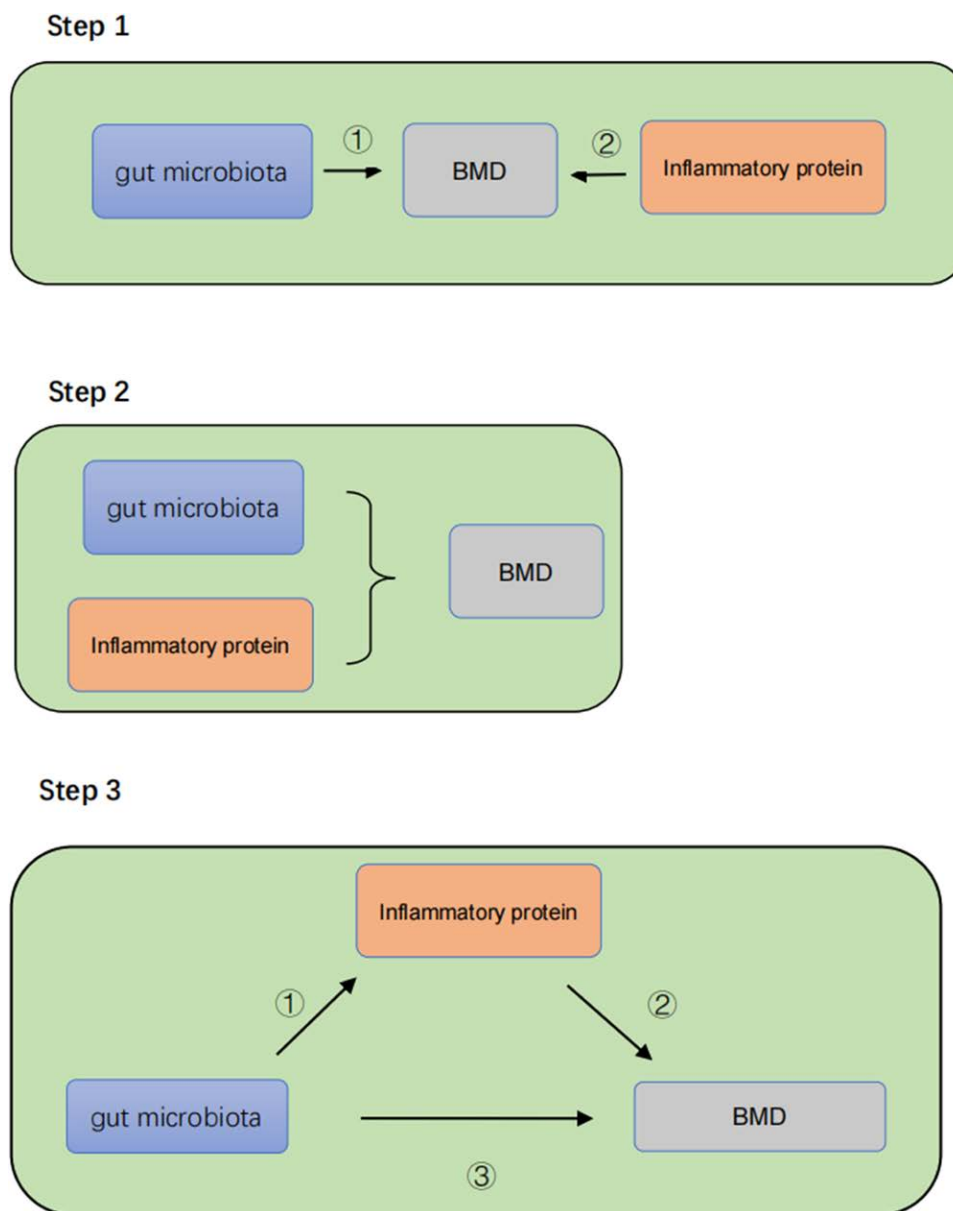 Step 1
gut microbiota
①
BMD
②
Inflammatory protein
Step 2
gut microbiota
Inflammatory protein
BMD
Step 3
Inflammatory protein
①
②
gut microbiota
BMD
③